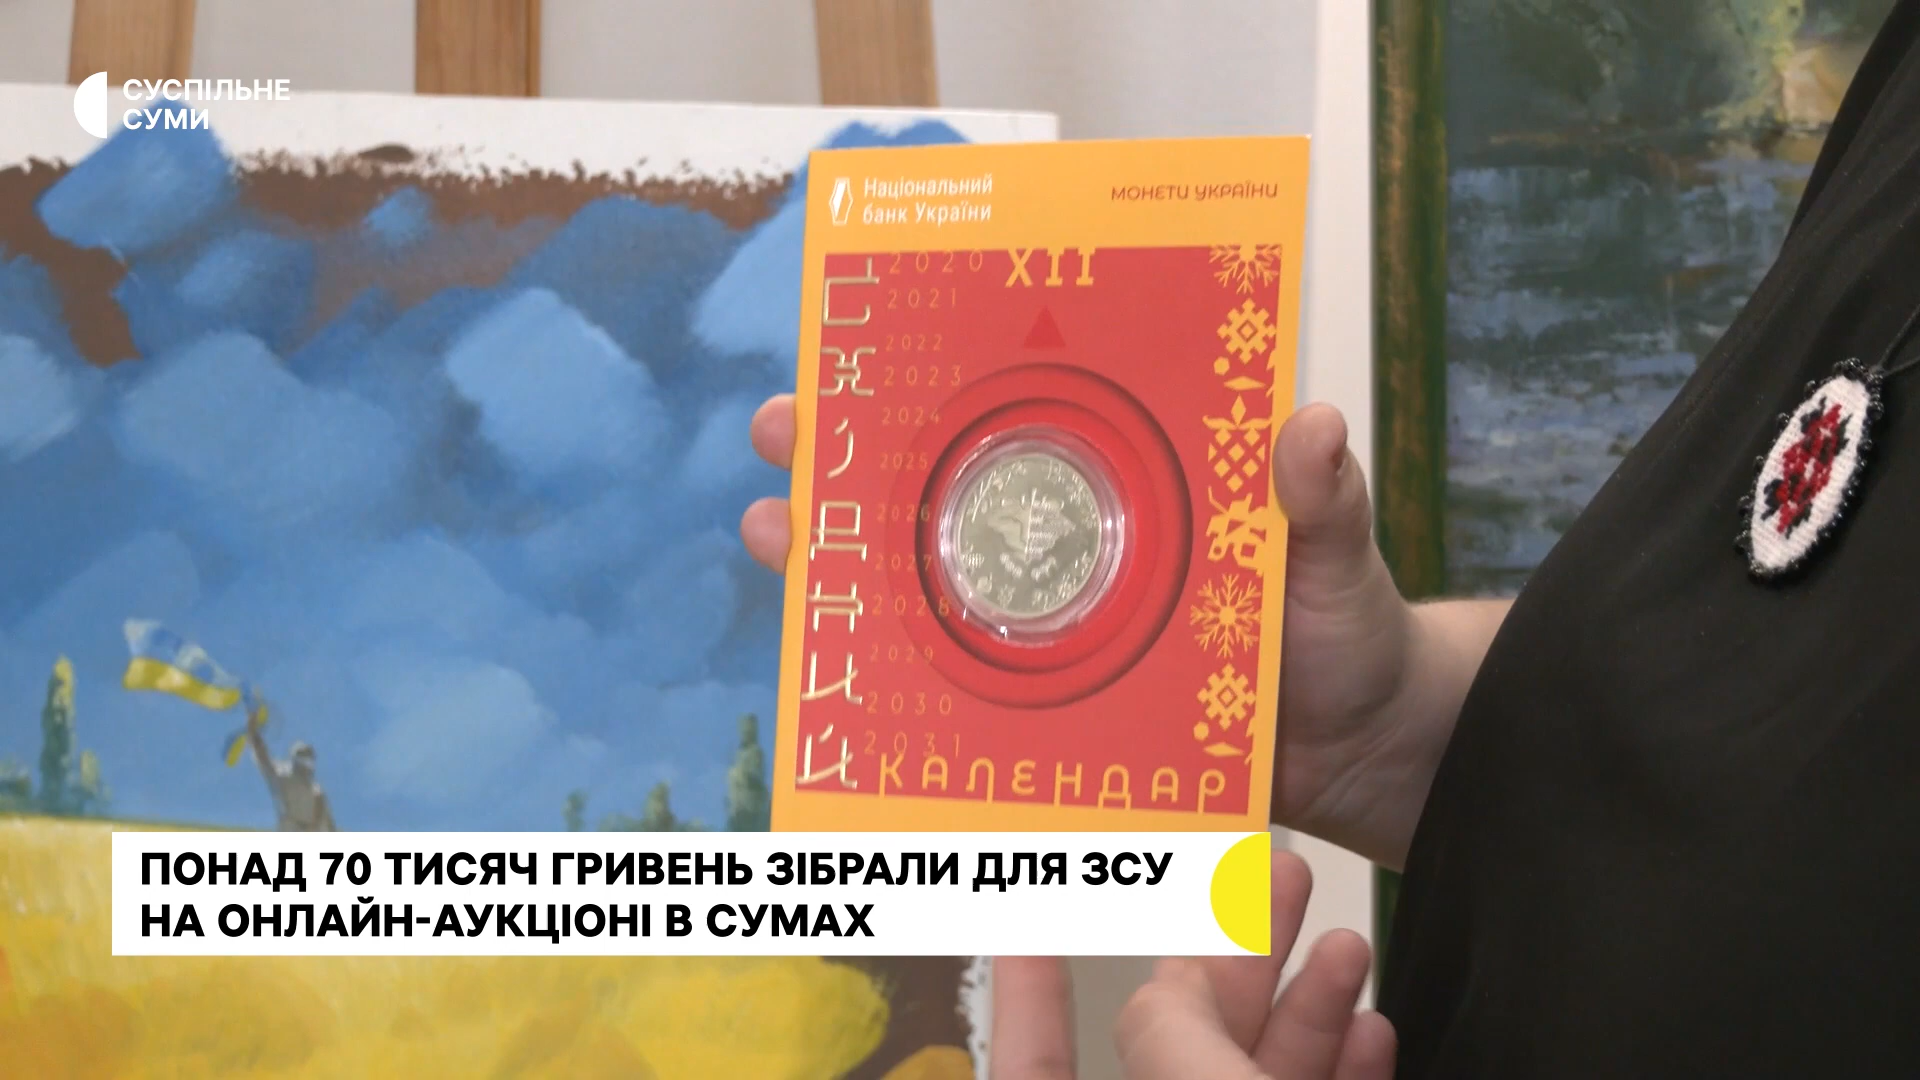 СУСПІЛЬНЕ
СУМИ
Національний
банк України
МОНЕТИ УКРАЇНИ
XII
2020
2021
2022
2023
2024
2025
2026
2027
2028
2029
2030
2031
СХІДНИЙ
КАЛЕНДАР
ПОНАД 70 ТИСЯЧ ГРИВЕНЬ ЗІБРАЛИ ДЛЯ ЗСУ
НА ОНЛАЙН-АУКЦІОНІ В СУМАХ